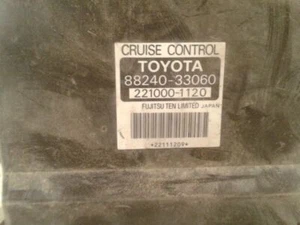 CRUISE CONTROL
TOYOTA
88240-33060
221000-1120
FUJITSU TEN LIMITED JAPAN
*22111209*